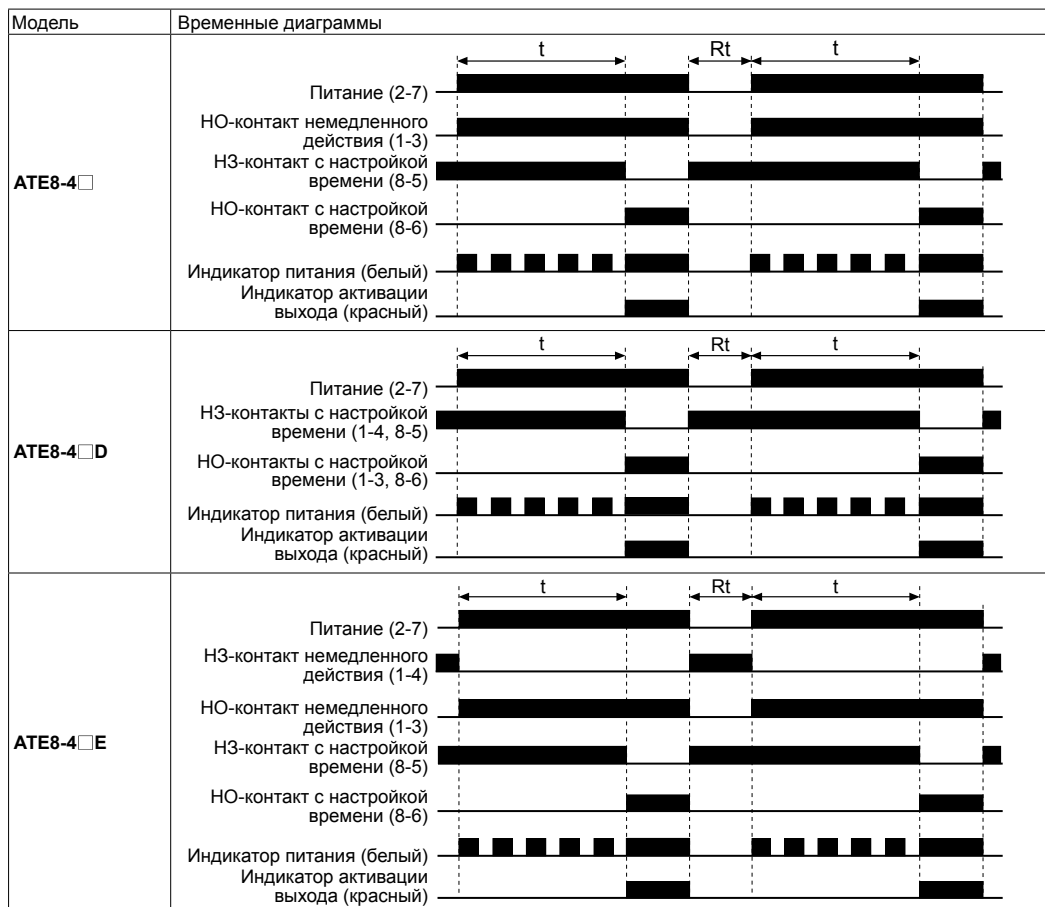 Модель
Временные диаграммы
ATE8-4□
t
Rt
t
Питание (2-7)
НО-контакт немедленного
действия (1-3)
НЗ-контакт с настройкой
времени (8-5)
НО-контакт с настройкой
времени (8-6)
Индикатор питания (белый)
Индикатор активации
выхода (красный)
ATE8-4□D
t
Rt
t
Питание (2-7)
НЗ-контакты с настройкой
времени (1-4, 8-5)
НО-контакты с настройкой
времени (1-3, 8-6)
Индикатор питания (белый)
Индикатор активации
выхода (красный)
ATE8-4□E
t
Rt
t
Питание (2-7)
НЗ-контакт немедленного
действия (1-4)
НО-контакт немедленного
действия (1-3)
НЗ-контакт с настройкой
времени (8-5)
НО-контакт с настройкой
времени (8-6)
Индикатор питания (белый)
Индикатор активации
выхода (красный)